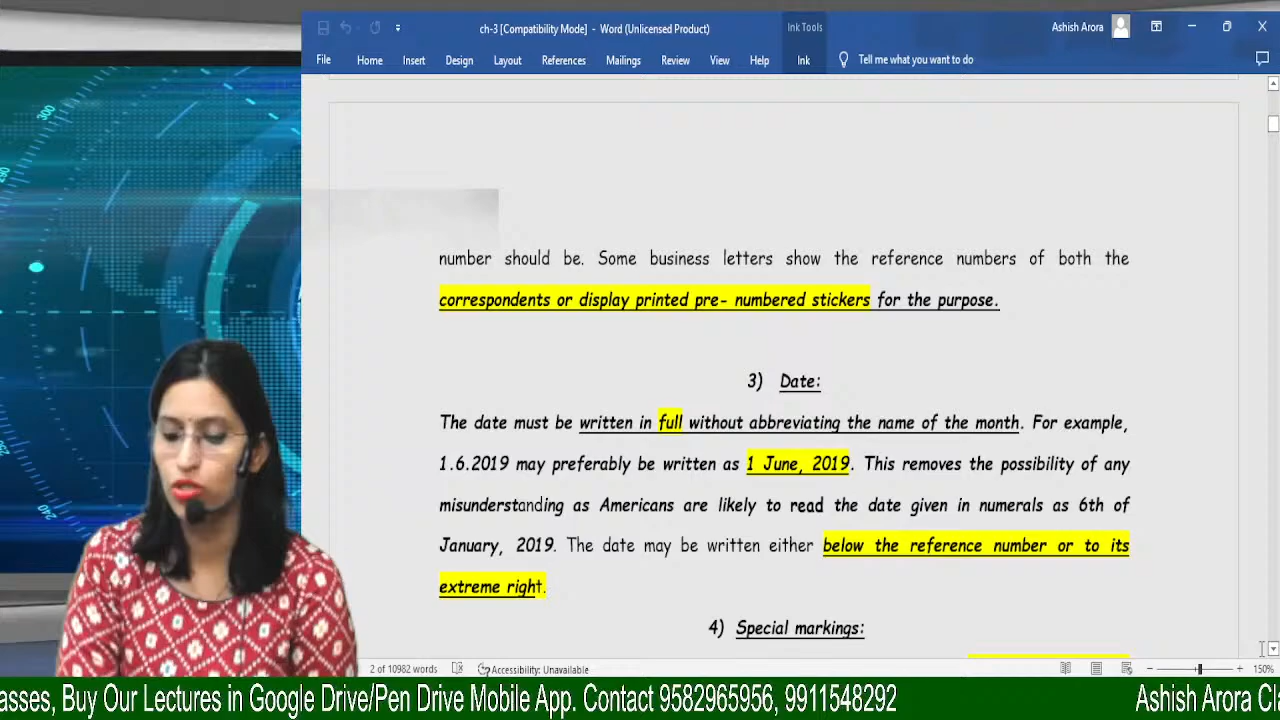 ch-3 [Compatibility Mode] - Word (Unlicensed Product)
Ink Tools
Ashish Arora
File Home Insert Design Layout References Mailings Review View Help Ink Tell me what you want to do
number should be. Some business letters show the reference numbers of both the
correspondents or display printed pre- numbered stickers for the purpose.
3) Date:
The date must be written in full without abbreviating the name of the month. For example,
1.6.2019 may preferably be written as 1 June, 2019. This removes the possibility of any
misunderstanding as Americans are likely to read the date given in numerals as 6th of
January, 2019. The date may be written either below the reference number or to its
extreme right.
4) Special markings:
2 of 10982 words Accessibility: Unavailable 150%
asses, Buy Our Lectures in Google Drive/Pen Drive Mobile App. Contact 9582965956, 9911548292 Ashish Arora Cl
300
290
240